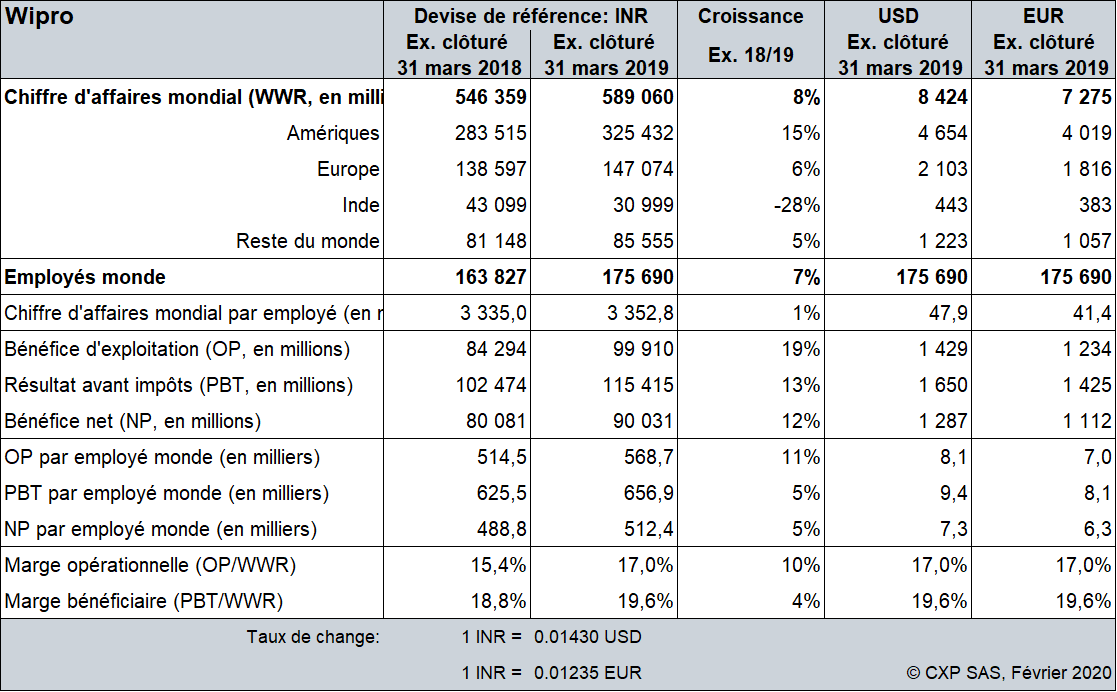 Wipro Devise de référence: INR Croissance USD EUR
Ex. clôturé Ex. clôturé Ex. 18/19 Ex. clôturé Ex. clôturé
31 mars 2018 31 mars 2019 31 mars 2019 31 mars 2019
Chiffre d'affaires mondial (WWR, en milli 546 359 589 060 8% 8 424 7 275
Amériques 283 515 325 432 15% 4 654 4 019
Europe 138 597 147 074 6% 2 103 1 816
Inde 43 099 30 999 -28% 443 383
Reste du monde 81 148 85 555 5% 1 223 1 057
Employés monde 163 827 175 690 7% 175 690 175 690
Chiffre d'affaires mondial par employé (en 3 335,0 3 352,8 1% 47,9 41,4
Bénéfice d'exploitation (OP, en millions) 84 294 99 910 19% 1 429 1 234
Résultat avant impôts (PBT, en millions) 102 474 115 415 13% 1 650 1 425
Bénéfice net (NP, en millions) 80 081 90 031 12% 1 287 1 112
OP par employé monde (en milliers) 514,5 568,7 11% 8,1 7,0
PBT par employé monde (en milliers) 625,5 656,9 5% 9,4 8,1
NP par employé monde (en milliers) 488,8 512,4 5% 7,3 6,3
Marge opérationnelle (OP/WWR) 15,4% 17,0% 10% 17,0% 17,0%
Marge bénéficiaire (PBT/WWR) 18,8% 19,6% 4% 19,6% 19,6%
Taux de change: 1 INR = 0.01430 USD
1 INR = 0.01235 EUR © CXP SAS, Février 2020